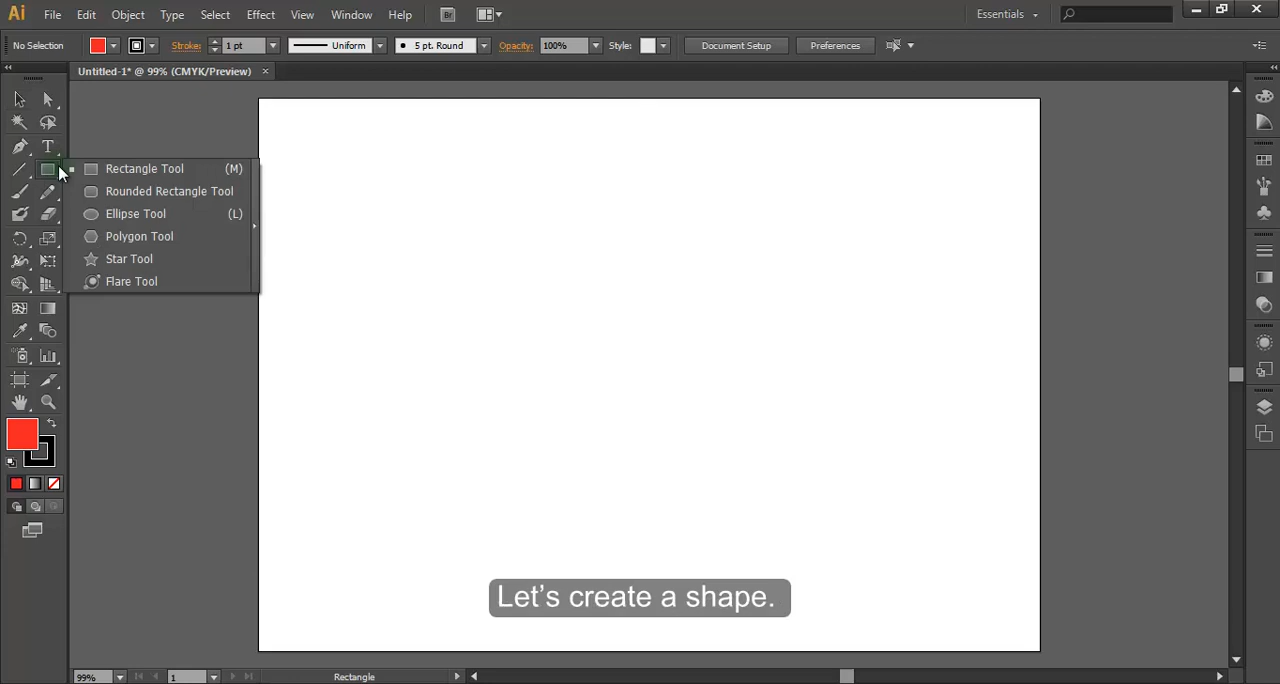 Ai File Edit Object Type Select Effect View Window Help Br Essentials
No Selection Stroke: 1 pt Uniform 5 pt. Round Opacity: 100% Style: Document Setup Preferences
Untitled-1* @ 99% (CMYK/Preview) ×
T
Rectangle Tool (M)
Rounded Rectangle Tool
Ellipse Tool (L)
Polygon Tool
Star Tool
Flare Tool
Let's create a shape.
99% 1 Rectangle